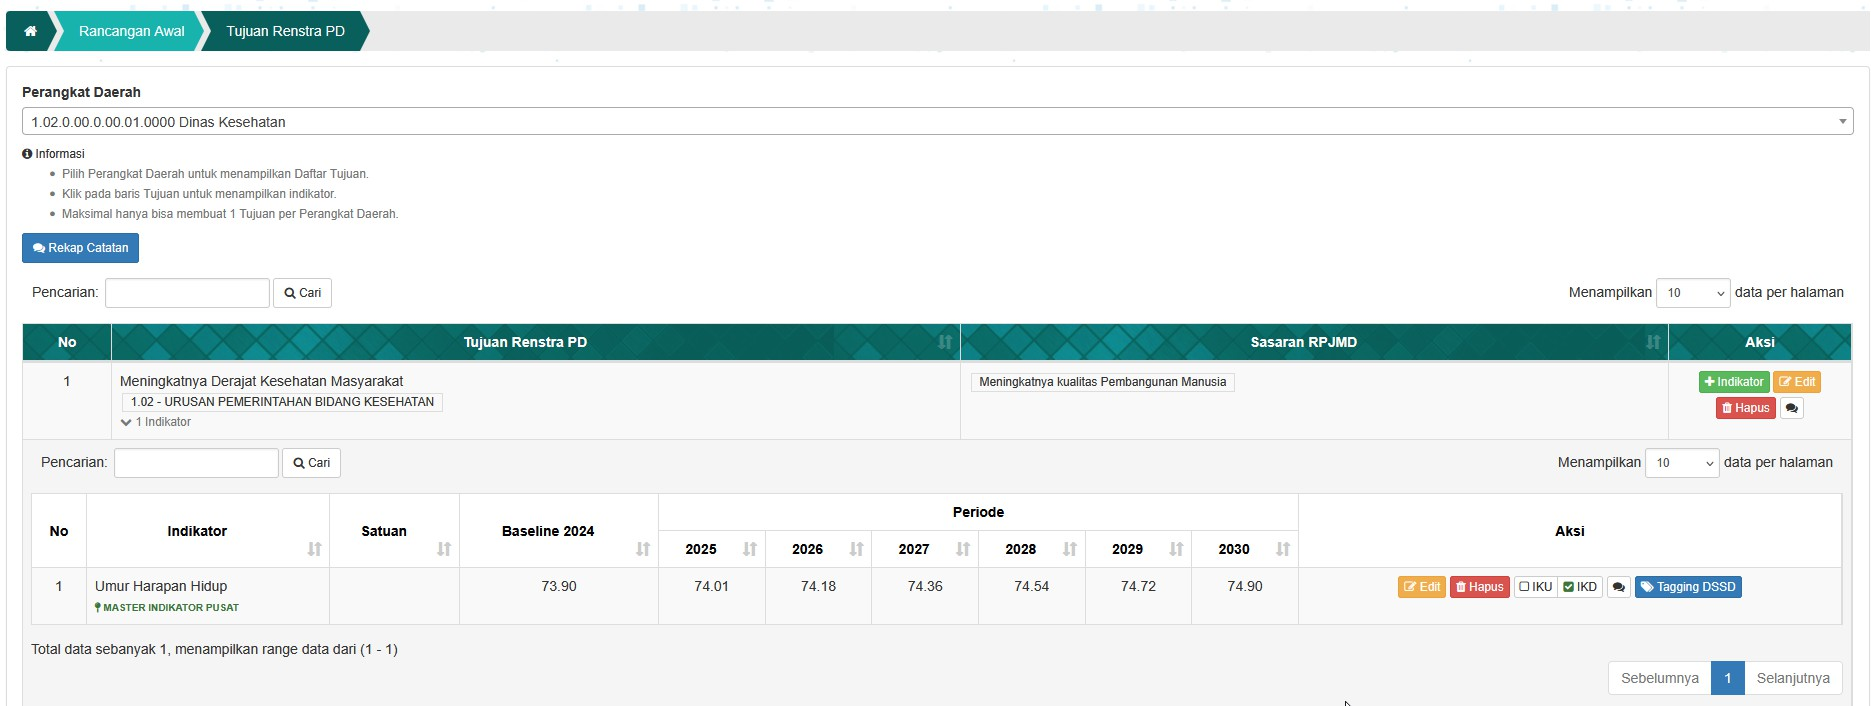 Rancangan Awal
Tujuan Renstra PD
Perangkat Daerah
1.02.0.00.0.00.01.0000 Dinas Kesehatan
Informasi
Pilih Perangkat Daerah untuk menampilkan Daftar Tujuan.
Klik pada baris Tujuan untuk menampilkan indikator.
Maksimal hanya bisa membuat 1 Tujuan per Perangkat Daerah.
Rekap Catatan
Pencarian: Cari Menampilkan 10 data per halaman
No Tujuan Renstra PD Sasaran RPJMD Aksi
1 Meningkatnya Derajat Kesehatan Masyarakat Meningkatnya kualitas Pembangunan Manusia Indikator Edit
1.02 - URUSAN PEMERINTAHAN BIDANG KESEHATAN Hapus
1 Indikator
Pencarian: Cari Menampilkan 10 data per halaman
No Indikator Satuan Baseline 2024 Periode Aksi
2025 2026 2027 2028 2029 2030
1 Umur Harapan Hidup 73.90 74.01 74.18 74.36 74.54 74.72 74.90 Edit Hapus IKU IKD Tagging DSSD
MASTER INDIKATOR PUSAT
Total data sebanyak 1, menampilkan range data dari (1 - 1)
Sebelumnya 1 Selanjutnya